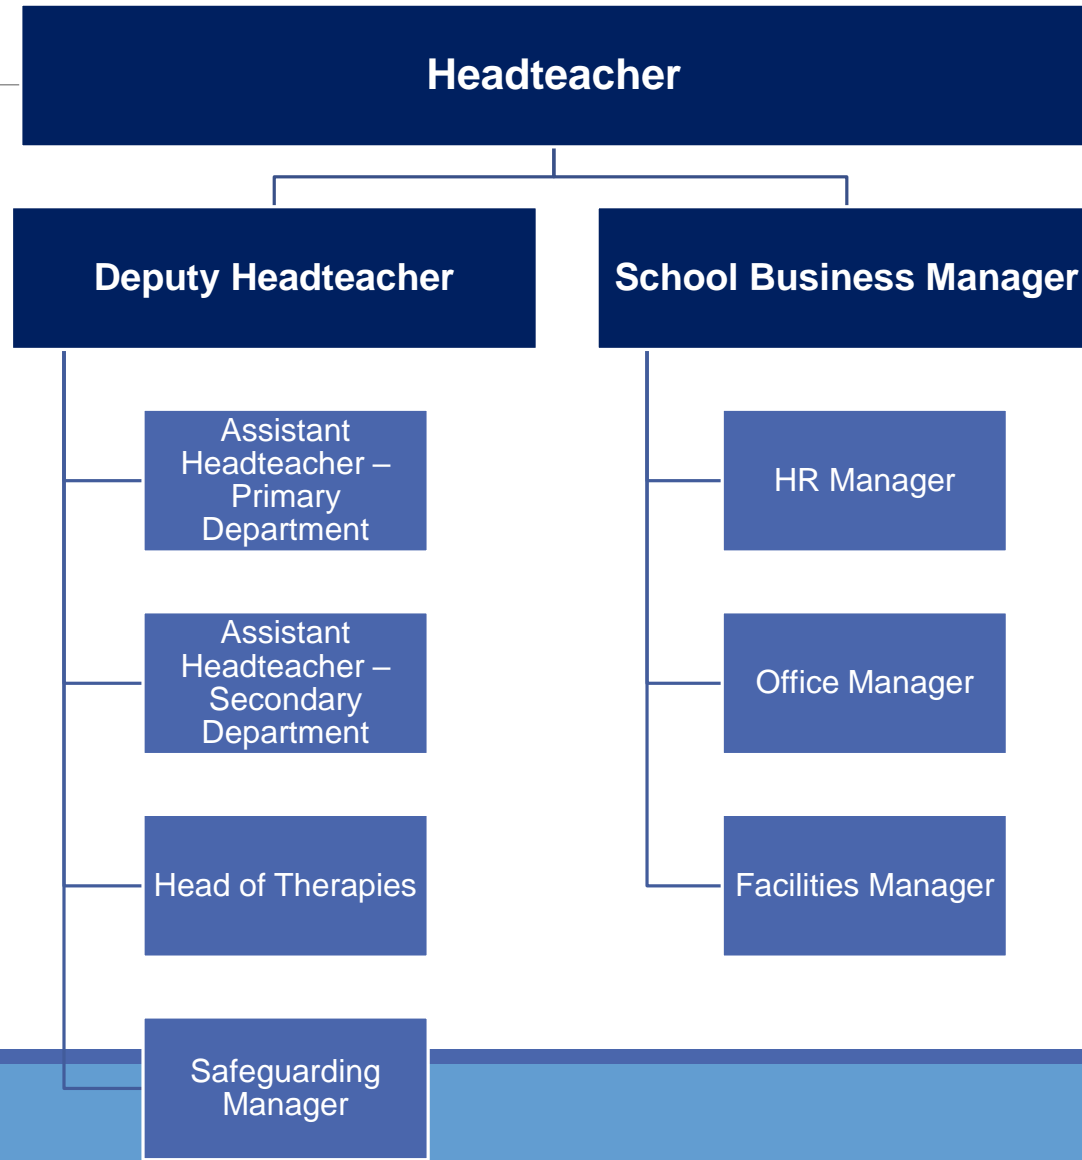 Headteacher
Deputy Headteacher
School Business Manager
Assistant
Headteacher –
Primary
Department
HR Manager
Assistant
Headteacher –
Secondary
Department
Office Manager
Head of Therapies
Facilities Manager
Safeguarding
Manager